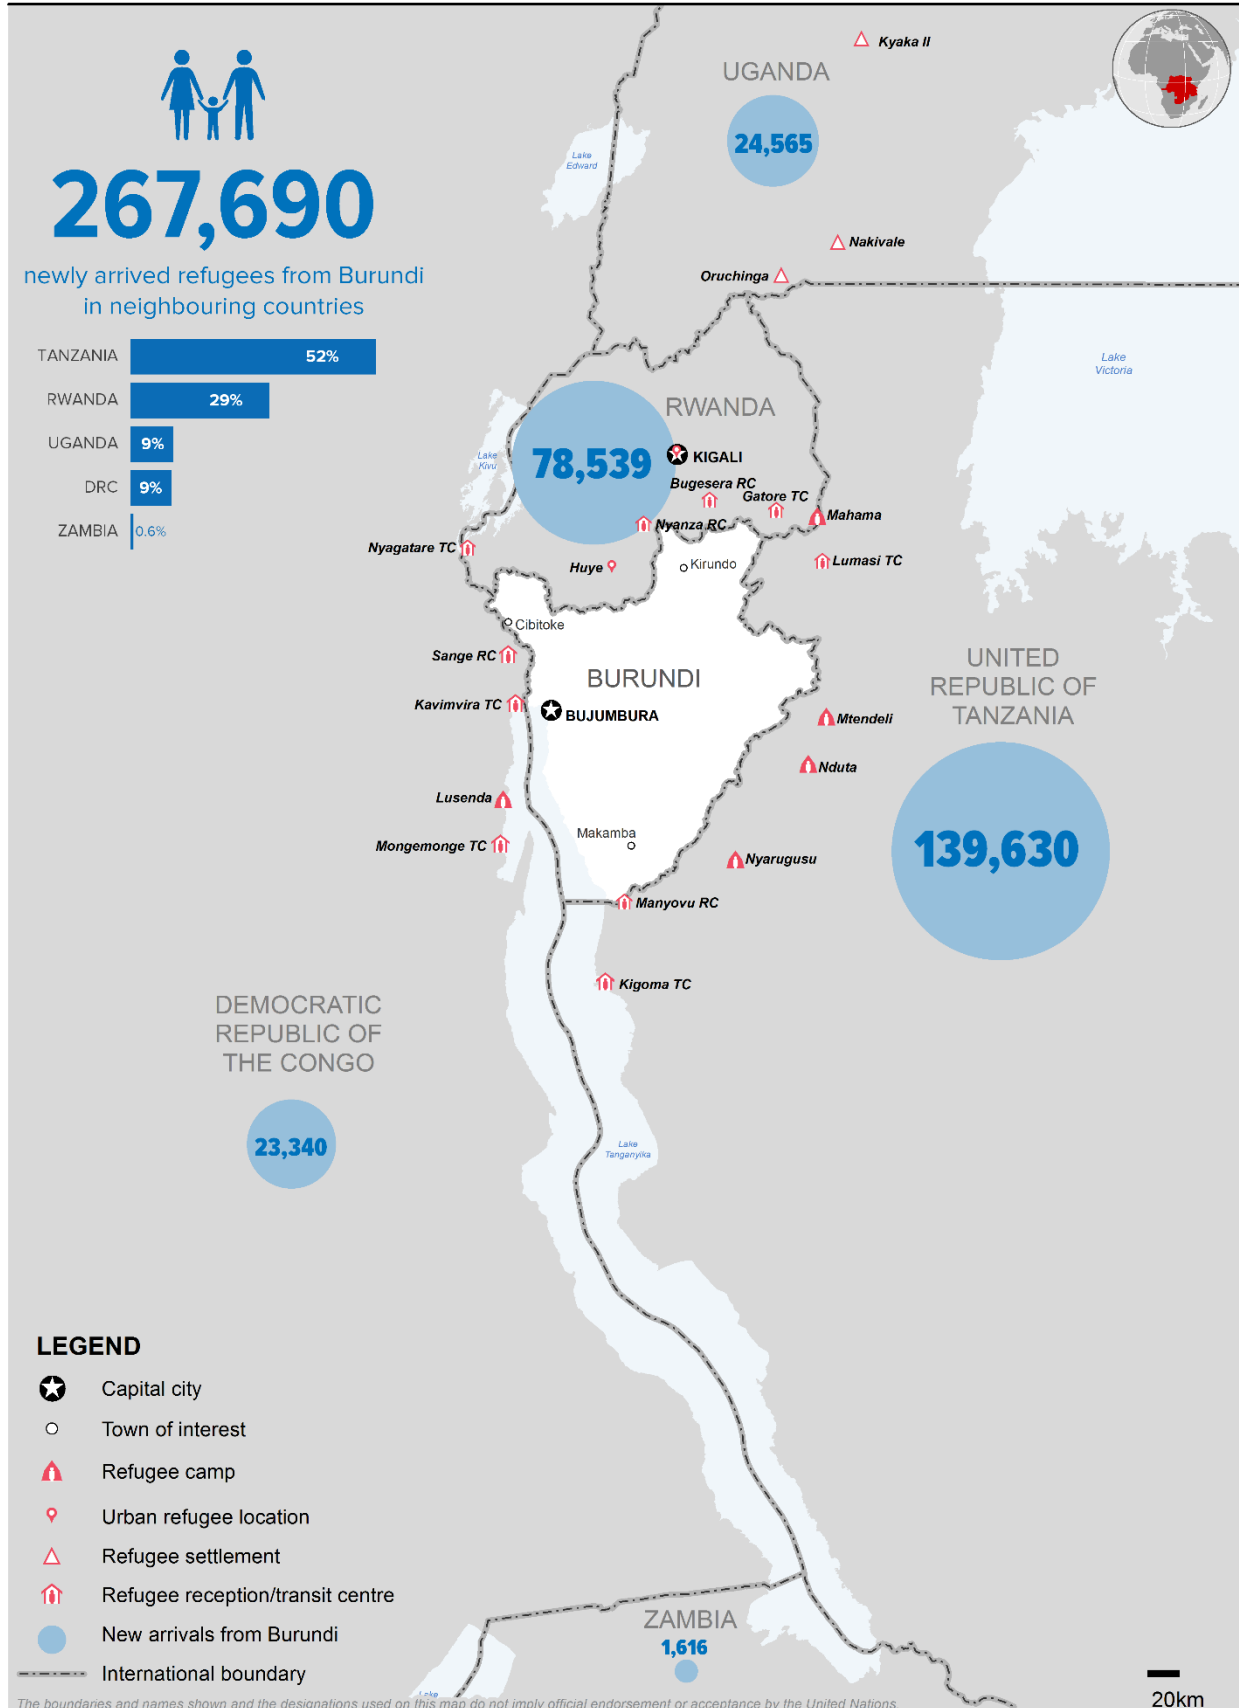 267,690
newly arrived refugees from Burundi
in neighbouring countries
TANZANIA 52%
RWANDA 29%
UGANDA 9%
DRC 9%
ZAMBIA 0.6%
Kyaka II
UGANDA
24,565
Lake
Edward
Nakivale
Oruchinga
Lake
Victoria
RWANDA
78,539
KIGALI
Lake
Kivu
Bugesera RC
Gatore TC
Mahama
Nyanza RC
Nyagatare TC
Huye
Kirundo
Lumasi TC
Cibitoke
Sange RC
BURUNDI
Kavimvira TC
BUJUMBURA
UNITED
REPUBLIC OF
TANZANIA
Mtendeli
Nduta
Lusenda
Makamba
Mongemonge TC
Nyarugusu
139,630
Manyovu RC
Kigoma TC
DEMOCRATIC
REPUBLIC OF
THE CONGO
23,340
Lake
Tanganyika
LEGEND
Capital city
Town of interest
Refugee camp
Urban refugee location
Refugee settlement
Refugee reception/transit centre
New arrivals from Burundi
International boundary
ZAMBIA
1,616
Lake
20km
The boundaries and names shown and the designations used on this map do not imply official endorsement or acceptance by the United Nations.